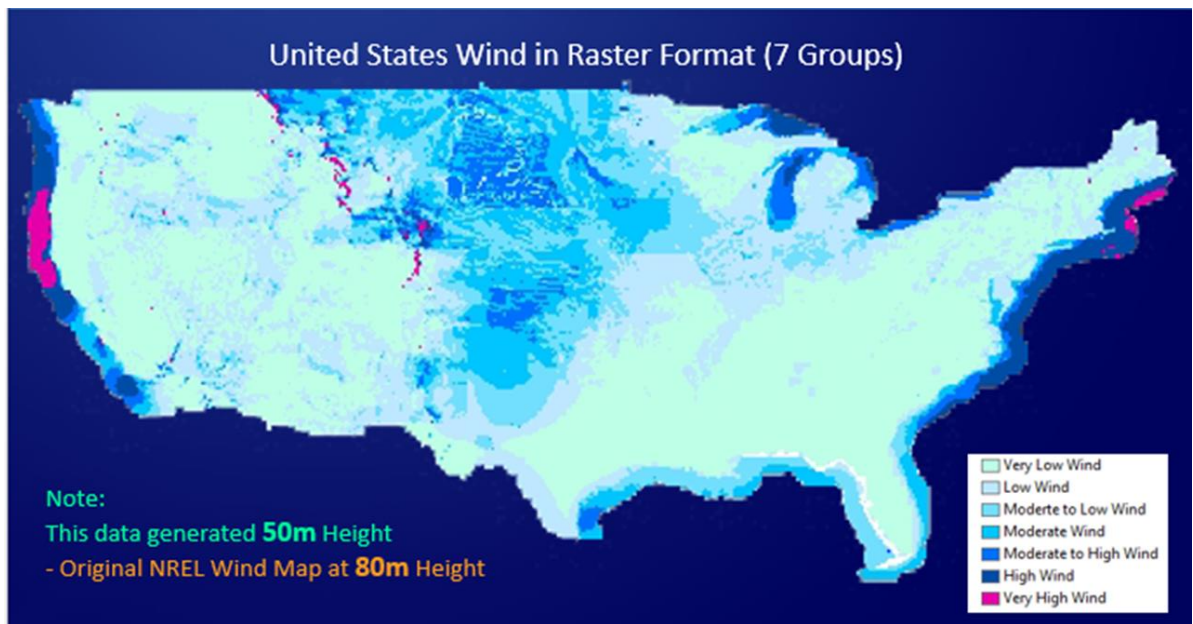 United States Wind in Raster Format (7 Groups)
Note:
This data generated 50m Height
- Original NREL Wind Map at 80m Height
Very Low Wind
Low Wind
Moderte to Low Wind
Moderate Wind
Moderate to High Wind
High Wind
Very High Wind